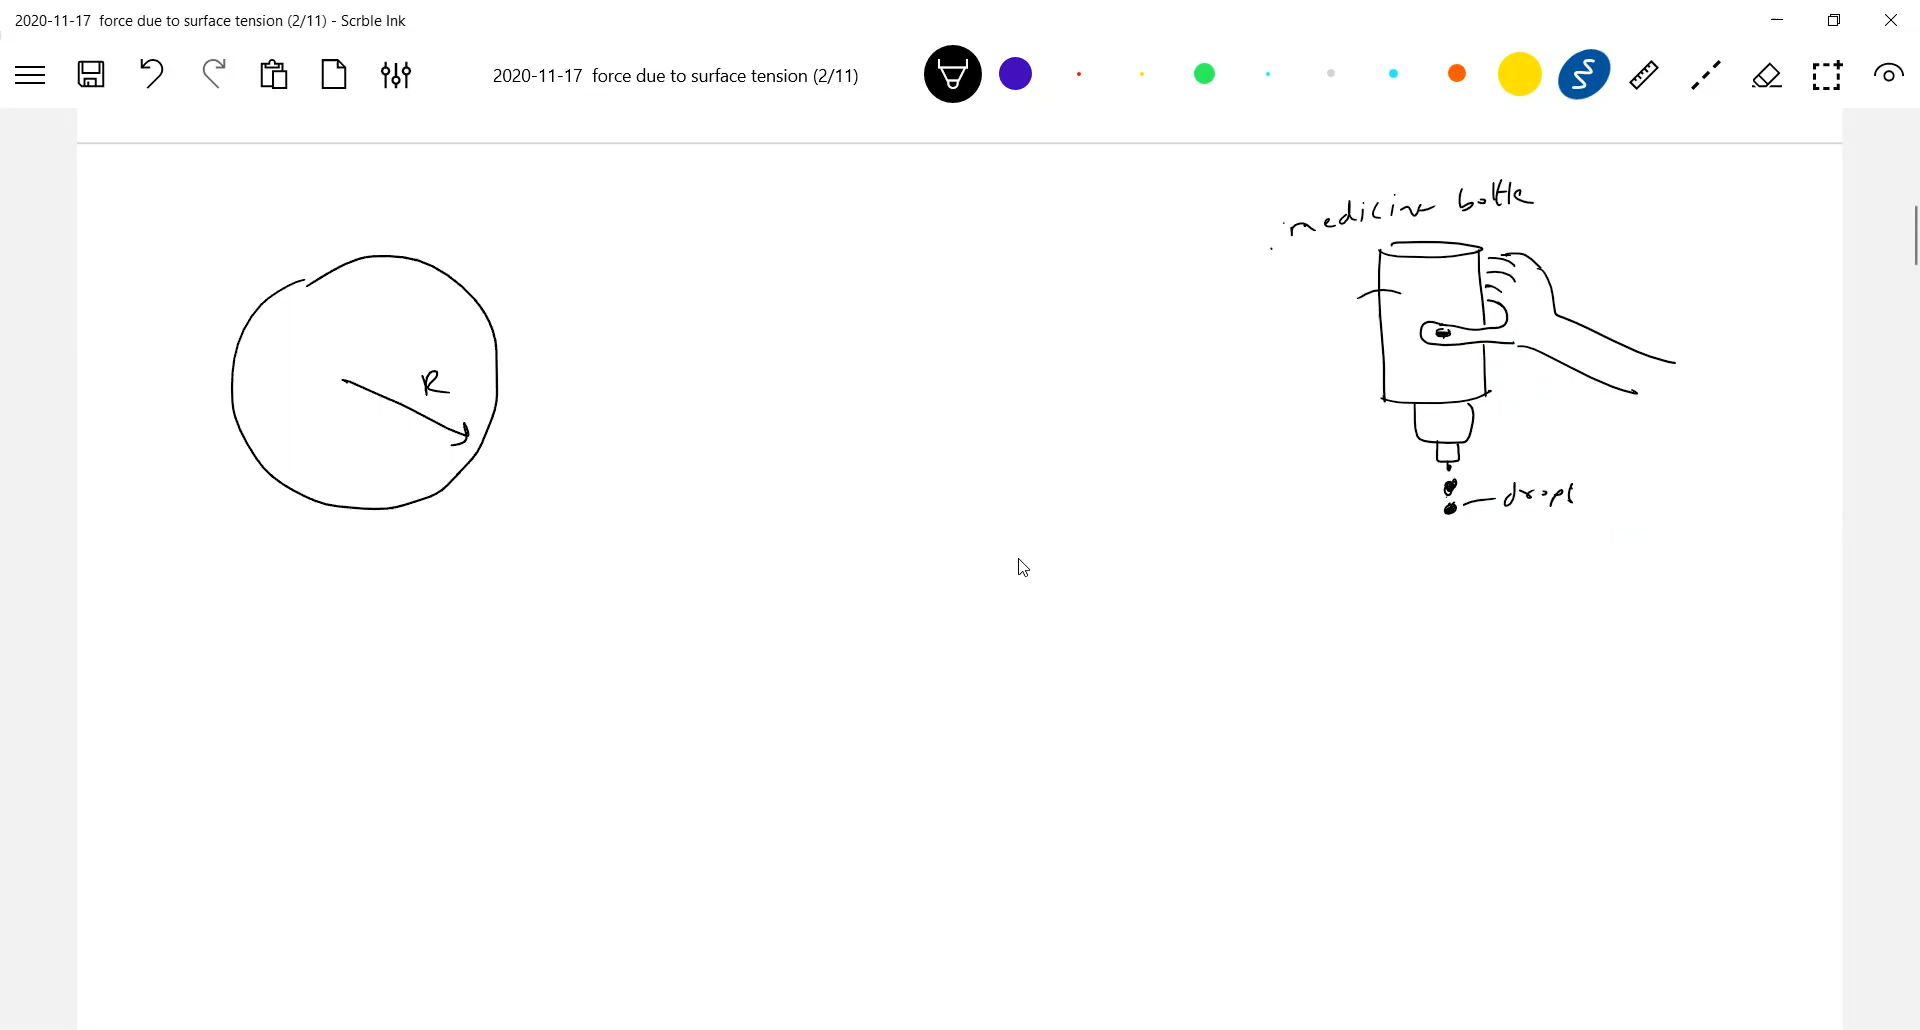 2020-11-17 force due to surface tension (2/11) - Scrble Ink
2020-11-17 force due to surface tension (2/11)
medicine bottle
R
drops